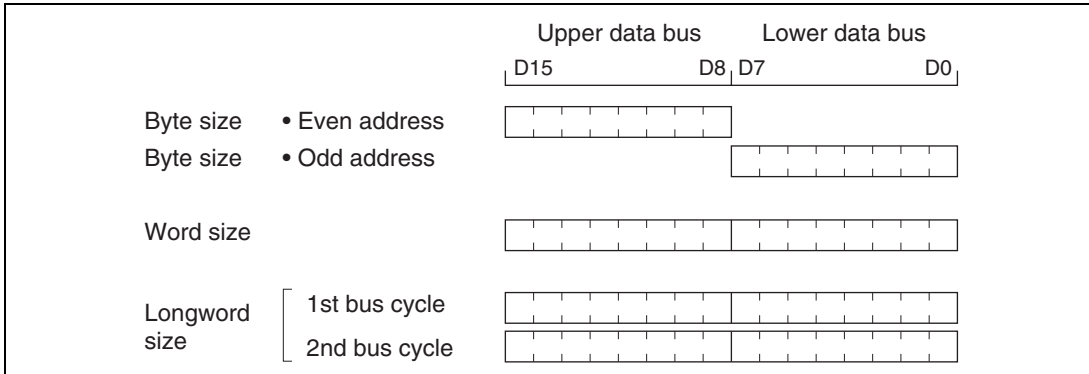 Upper data bus Lower data bus
D15 D8 D7 D0
Byte size • Even address
Byte size • Odd address
Word size
Longword size
1st bus cycle
2nd bus cycle